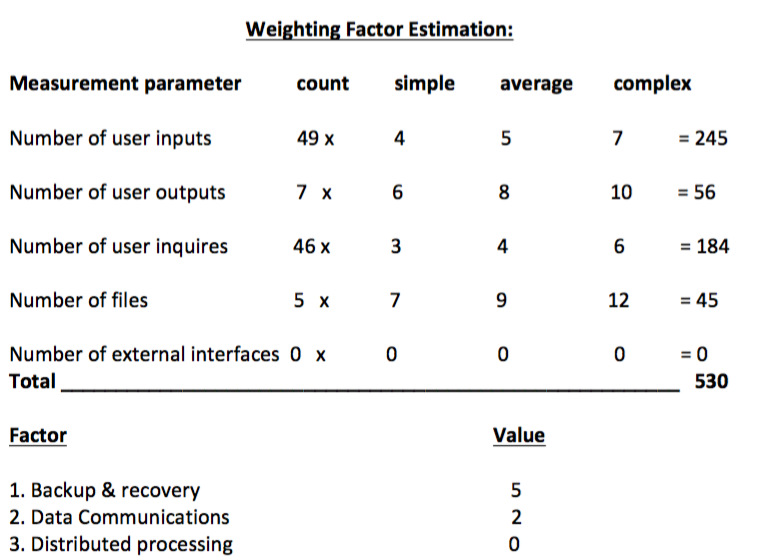 Weighting Factor Estimation:
Measurement parameter count simple average complex
Number of user inputs 49 x 4 5 7 = 245
Number of user outputs 7 x 6 8 10 = 56
Number of user inquires 46 x 3 4 6 = 184
Number of files 5 x 7 9 12 = 45
Number of external interfaces 0 x 0 0 0 = 0
Total 530
Factor Value
1. Backup & recovery 5
2. Data Communications 2
3. Distributed processing 0